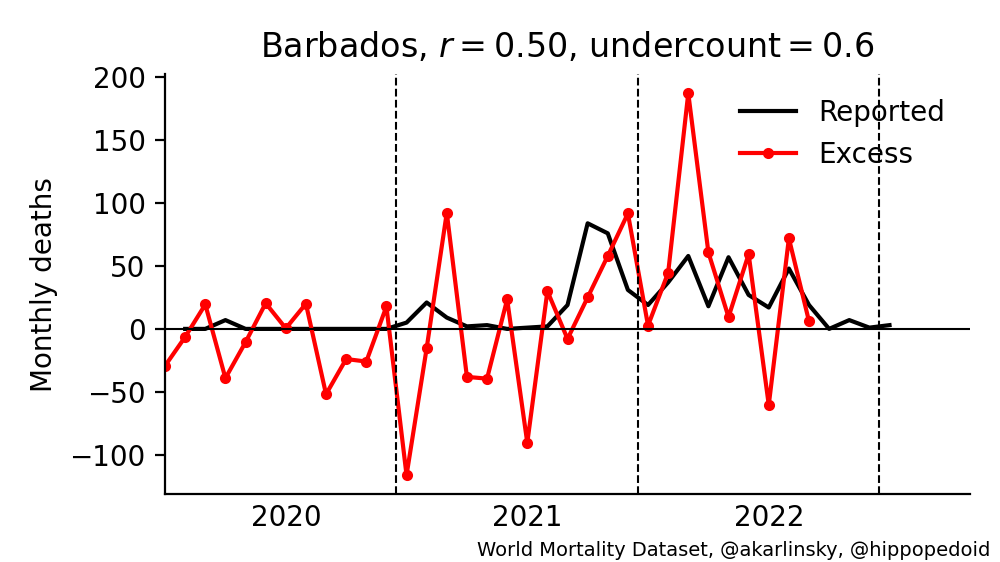 Barbados, r = 0.50, undercount = 0.6
200
150
100
50
0
−50
−100
Monthly deaths
Reported
Excess
2020 2021 2022
World Mortality Dataset, @akarlinsky, @hippopedoid